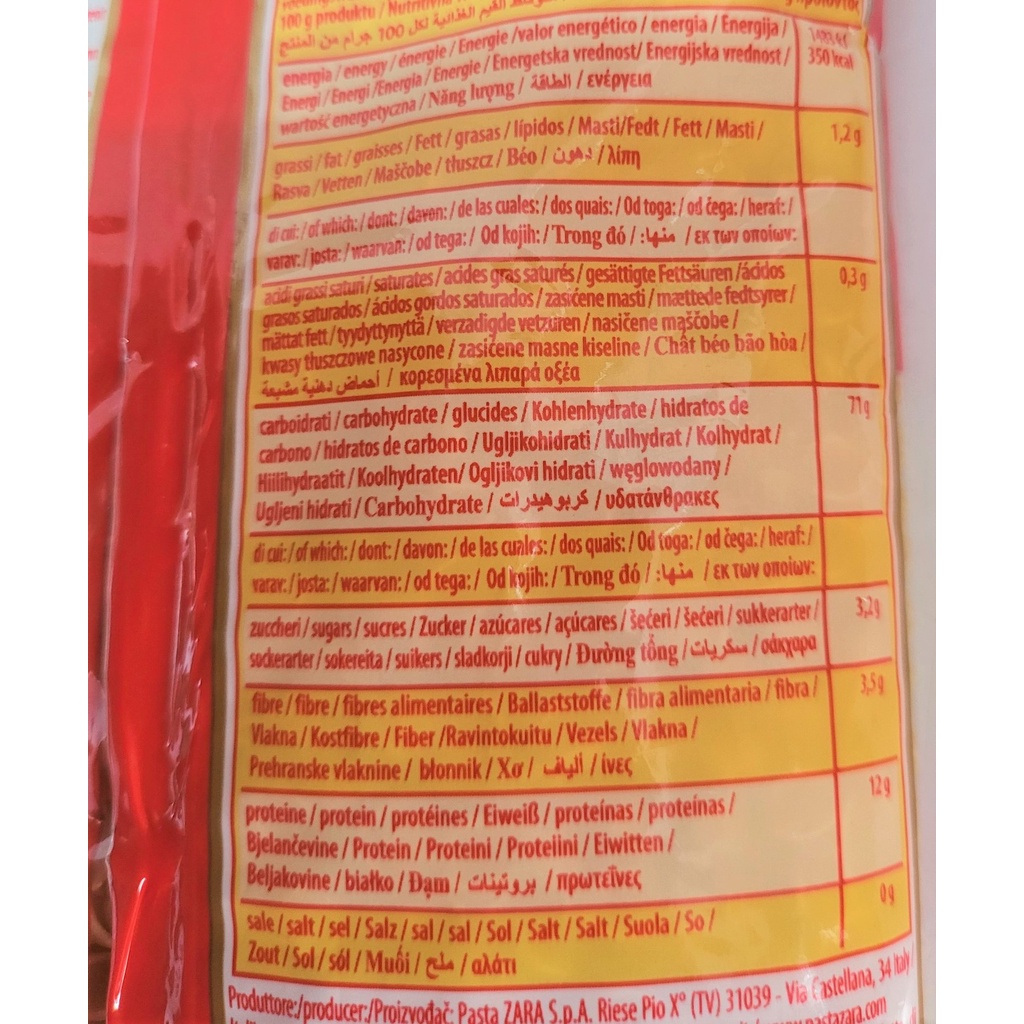 100 g produktu / Nutritivna
لكل 100 جرام من المنتج
energia / energy / énergie / Energie /valor energético / energia / Energija /
Energi / Energi /Energia / Energie / Energetska vrednost/ Energijska vrednost /
350 kcal
wartość energetyczna / Năng lượng / الطاقة / ενέργεια
grassi / fat / graisses / Fett / grasas / lípidos / Masti/Fedt / Fett / Masti /
1,2 g
Rasva / Vetten / Maščobe / tłuszcz / Béo / دهون / λίπη
di cui: / of which: / dont: / davon: / de las cuales: / dos quais: / Od toga: / od čega: / heraf: /
varav: / josta: / waarvan: / od tega: / Od kojih: / Trong đó / منها: / εκ των οποίων:
acidi grassi saturi / saturates / acides gras saturés / gesättigte Fettsäuren /ácidos
0,3 g
grasos saturados / ácidos gordos saturados / zasićene masti / mættede fedtsyrer /
mättat fett / tyydyttynyttä / verzadigde vetzuren / nasičene maščobe /
kwasy tłuszczowe nasycone / zasićene masne kiseline / Chất béo bão hòa /
أحماض دهنية مشبعة / κορεσμένα λιπαρά οξέα
carboidrati / carbohydrate / glucides / Kohlenhydrate / hidratos de
71 g
carbono / hidratos de carbono / Ugljikohidrati / Kulhydrat / Kolhydrat /
Hiilihydraatit / Koolhydraten/ Ogljikovi hidrati / węglowodany /
Ugljeni hidrati / Carbohydrate / كربوهيدرات / υδατάνθρακες
di cui: / of which: / dont: / davon: / de las cuales: / dos quais: / Od toga: / od čega: / heraf: /
varav: / josta: / waarvan: / od tega: / Od kojih: / Trong đó / منها: / εκ των οποίων:
zuccheri / sugars / sucres / Zucker / azúcares / açúcares / šećeri / šećeri / sukkerarter /
3,2 g
sockerarter / sokereita / suikers / sladkorji / cukry / Đường tổng / سكريات / σάκχαρα
fibre / fibre / fibres alimentaires / Ballaststoffe / fibra alimentaria / fibra /
3,5 g
Vlakna / Kostfibre / Fiber /Ravintokuitu / Vezels / Vlakna /
Prehranske vlaknine / błonnik / Xơ / ألياف / ίνες
proteine / protein / protéines / Eiweiß / proteínas / proteínas /
12 g
Bjelančevine / Protein / Proteini / Proteiini / Eiwitten /
Beljakovine / białko / Đạm / بروتينات / πρωτεΐνες
sale / salt / sel / Salz / sal / sal / Sol / Salt / Salt / Suola / So /
0 g
Zout / Sol / sól / Muối / ملح / αλάτι
Produttore:/producer:/Proizvođač: Pasta ZARA S.p.A. Riese Pio X° (TV) 31039 - Via Castellana, 34 Italy